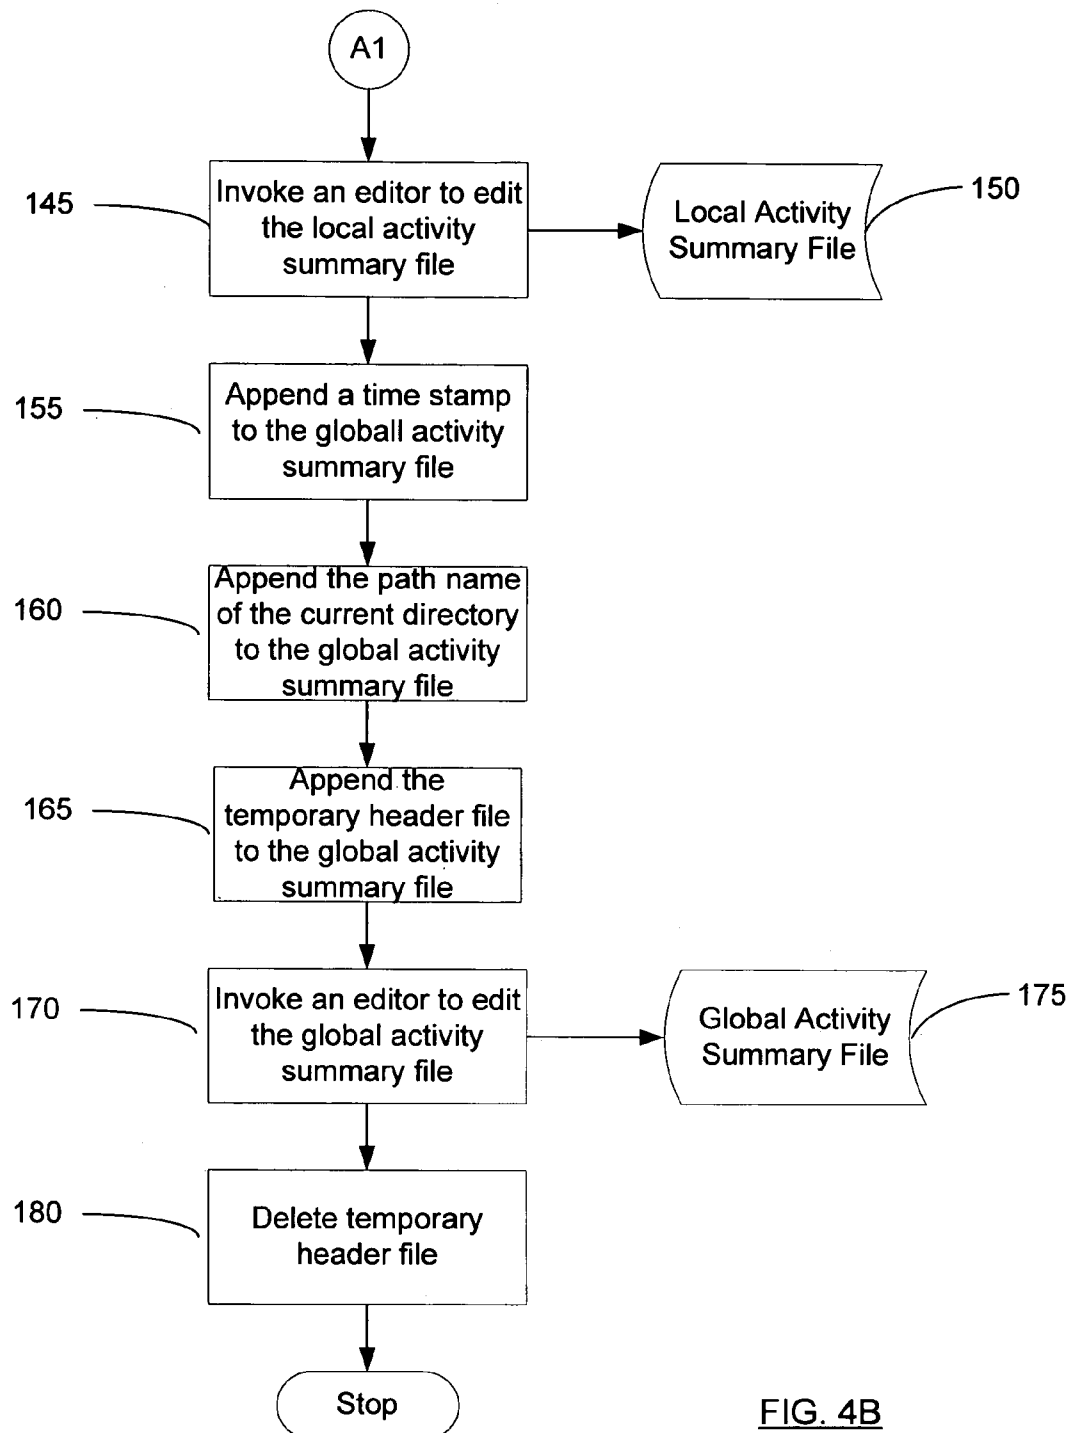 A1
145
Invoke an editor to edit
the local activity
summary file
Local Activity
Summary File
150
155
Append a time stamp
to the globall activity
summary file
160
Append the path name
of the current directory
to the global activity
summary file
165
Append the
temporary header file
to the global activity
summary file
170
Invoke an editor to edit
the global activity
summary file
Global Activity
Summary File
175
180
Delete temporary
header file
Stop
FIG. 4B